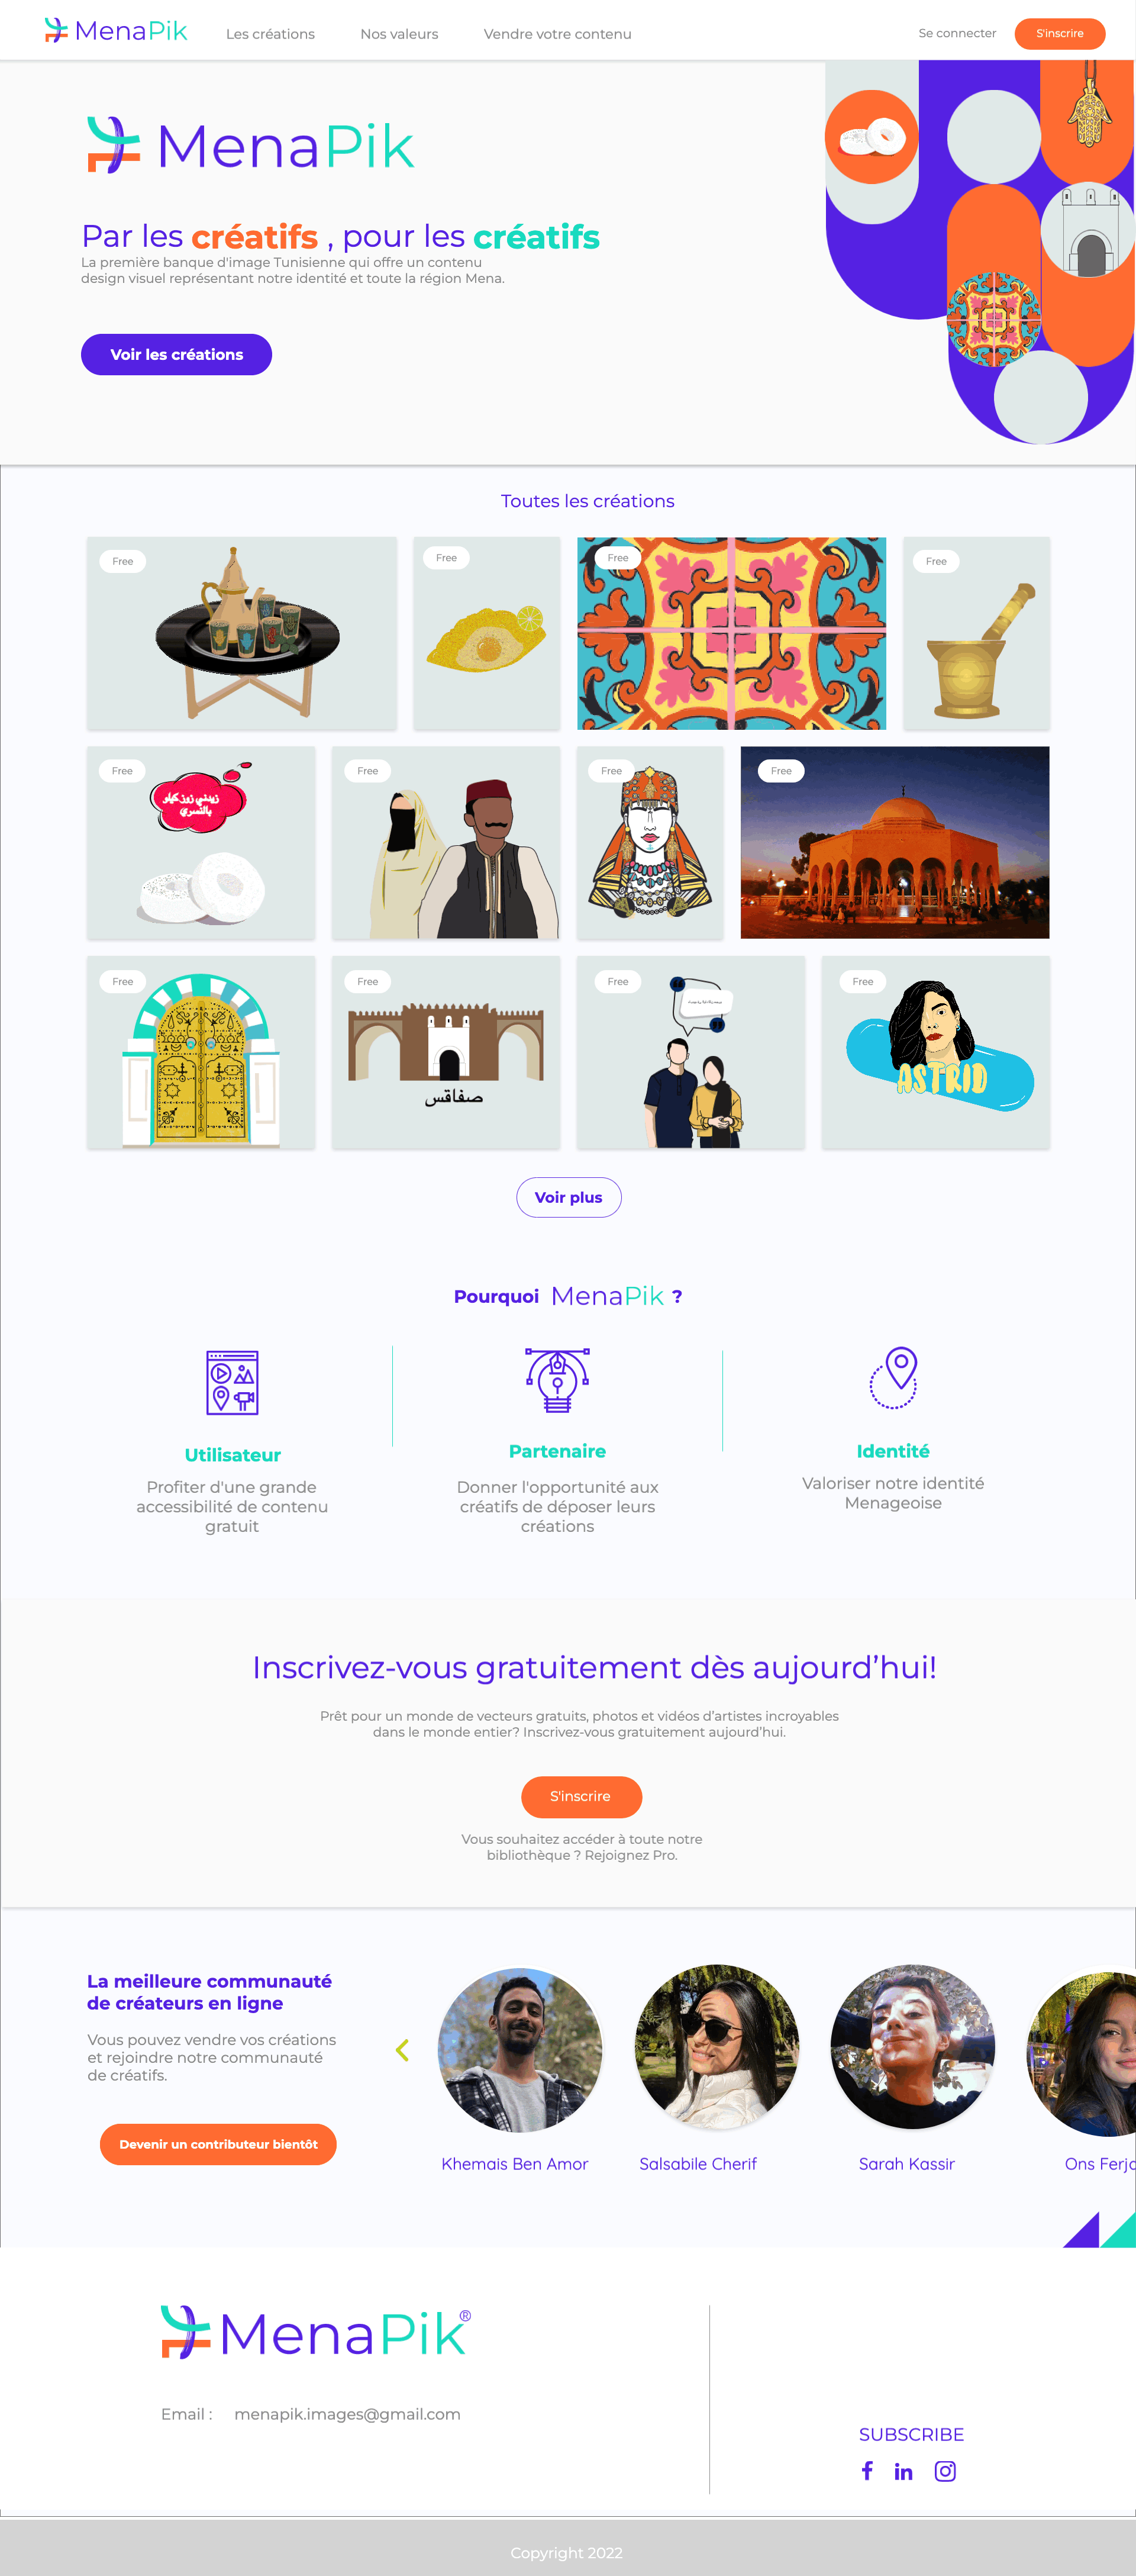 MenaPik
Les créations
Nos valeurs
Vendre votre contenu
Se connecter
S'inscrire
MenaPik
Par les créatifs , pour les créatifs
La première banque d'image Tunisienne qui offre un contenu
design visuel représentant notre identité et toute la région Mena.
Voir les créations
Toutes les créations
Free
Free
Free
Free
Free
زيدني زوز كيلو
Free
Free
Free
Free
Free
صفاقس
Free
Free
ASTRID
Voir plus
Pourquoi MenaPik ?
Utilisateur
Profiter d'une grande
accessibilité de contenu
gratuit
Partenaire
Donner l'opportunité aux
créatifs de déposer leurs
créations
Identité
Valoriser notre identité
Menageoise
Inscrivez-vous gratuitement dès aujourd’hui!
Prêt pour un monde de vecteurs gratuits, photos et vidéos d’artistes incroyables
dans le monde entier? Inscrivez-vous gratuitement aujourd’hui.
S'inscrire
Vous souhaitez accéder à toute notre
bibliothèque ? Rejoignez Pro.
La meilleure communauté
de créateurs en ligne
Vous pouvez vendre vos créations
et rejoindre notre communauté
de créatifs.
Devenir un contributeur bientôt
Khemais Ben Amor
Salsabile Cherif
Sarah Kassir
Ons
MenaPik®
Email : menapik.images@gmail.com
SUBSCRIBE
Copyright 2022